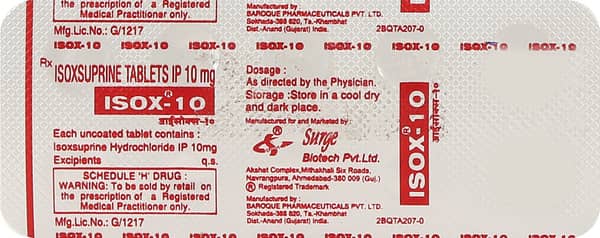 the prescription of a Registered
Medical Practitioner only.
Mfg.Lic.No.: G/1217
Manufactured by :
BAROQUE PHARMACEUTICALS PVT. LTD.
Sokhada-388 620, Ta.-Khambhat
Dist.-Anand (Gujarat) India.
2BQTA207-0
ISOX-10 ISOX-10 ISOX-10 ISOX-10 ISOX-10 ISOX-10 ISOX-10
Rx
ISOXSUPRINE TABLETS IP 10 mg
ISOX®-10
आईसोक्स-१०
Each uncoated tablet contains :
Isoxsuprine Hydrochloride IP 10mg
Excipients q.s.
SCHEDULE 'H' DRUG :
WARNING: To be sold by retail on
the prescription of a Registered
Medical Practitioner only.
Mfg.Lic.No.: G/1217
Dosage :
As directed by the Physician.
Storage :Store in a cool dry
and dark place.
Manufactured for and Marketed by :
Surge
Biotech Pvt.Ltd.
Akshat Complex,Mithakhali Six Roads,
Navrangpura, Ahmedabad-380 009 (Guj.)
® Registered Trademark
Manufactured by :
BAROQUE PHARMACEUTICALS PVT. LTD.
Sokhada-388 620, Ta.-Khambhat
Dist.-Anand (Gujarat) India.
2BQTA207-0
ISOX®-10
आईसोक्स-१०